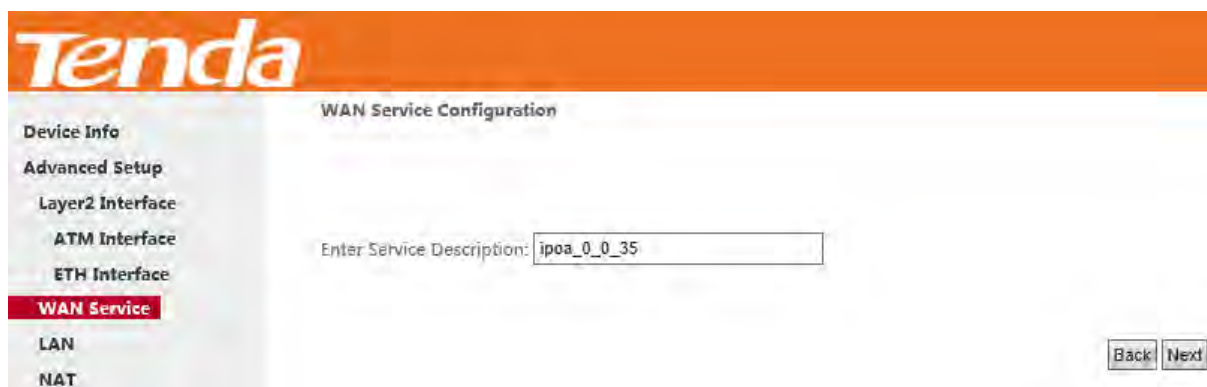 Tenda
Device Info
Advanced Setup
Layer2 Interface
ATM Interface
ETH Interface
WAN Service
LAN
NAT
WAN Service Configuration
Enter Service Description: ipoa_0_0_35
Back Next